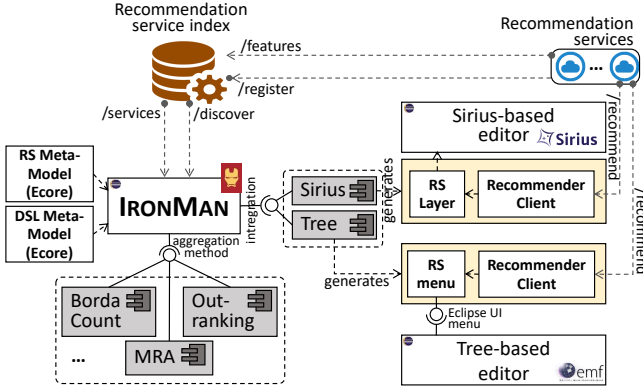 Recommendation
service index
Recommendation
services
/features
/register
...
/services
/discover
/recommend
/recommend
Sirius-based
editor
Sirius
RS Meta-
Model
(Ecore)
DSL Meta-
Model
(Ecore)
IRONMAN
intregration
Sirius
Tree
generates
RS
Layer
Recommender
Client
aggregation
method
generates
RS
menu
Recommender
Client
Borda
Count
Out-
ranking
...
MRA
Eclipse UI
menu
Tree-based
editor
emf